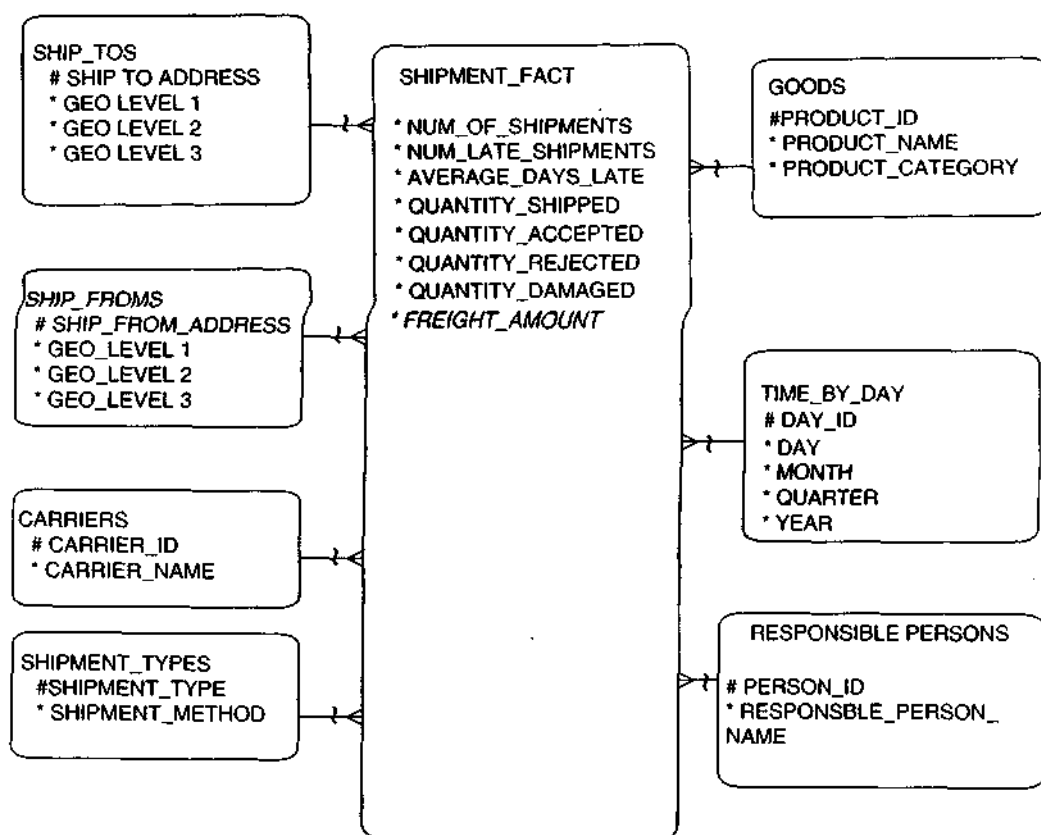 SHIP_TOS
# SHIP TO ADDRESS
* GEO LEVEL 1
* GEO LEVEL 2
* GEO LEVEL 3
SHIP_FROMS
# SHIP_FROM_ADDRESS
* GEO_LEVEL 1
* GEO_LEVEL 2
* GEO_LEVEL 3
CARRIERS
# CARRIER_ID
* CARRIER_NAME
SHIPMENT_TYPES
#SHIPMENT_TYPE
* SHIPMENT_METHOD
SHIPMENT_FACT
* NUM_OF_SHIPMENTS
* NUM_LATE_SHIPMENTS
* AVERAGE_DAYS_LATE
* QUANTITY_SHIPPED
* QUANTITY_ACCEPTED
* QUANTITY_REJECTED
* QUANTITY_DAMAGED
* FREIGHT_AMOUNT
GOODS
#PRODUCT_ID
* PRODUCT_NAME
* PRODUCT_CATEGORY
TIME_BY_DAY
# DAY_ID
* DAY
* MONTH
* QUARTER
* YEAR
RESPONSIBLE PERSONS
# PERSON_ID
* RESPONSBLE_PERSON_
NAME